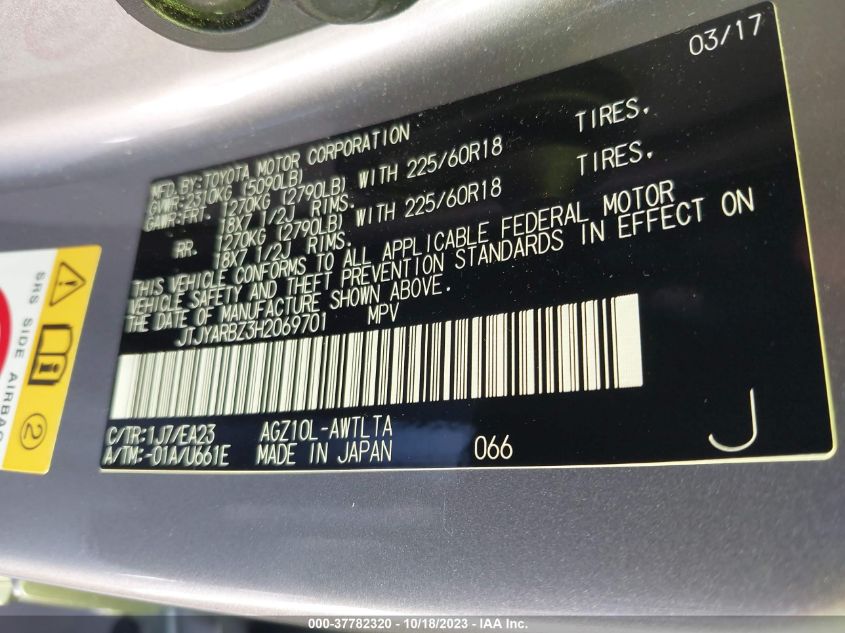 03/17
MFD.BY:TOYOTA MOTOR CORPORATION
GVWR:2310KG (5090LB)
GAWR:FRT. 1270KG (2790LB) WITH 225/60R18 TIRES,
18X7 1/2J RIMS.
RR. 1270KG (2790LB) WITH 225/60R18 TIRES,
18X7 1/2J RIMS.
THIS VEHICLE CONFORMS TO ALL APPLICABLE FEDERAL MOTOR
VEHICLE SAFETY AND THEFT PREVENTION STANDARDS IN EFFECT ON
THE DATE OF MANUFACTURE SHOWN ABOVE.
JTJYARBZ3H2069701 MPV
C/TR:1J7/EA23 AGZ10L-AWTLTA
A/TM:-01A/U661E MADE IN JAPAN 066
J
SRS SIDE AIRBAG
2
000-37782320 - 10/18/2023 - IAA Inc.